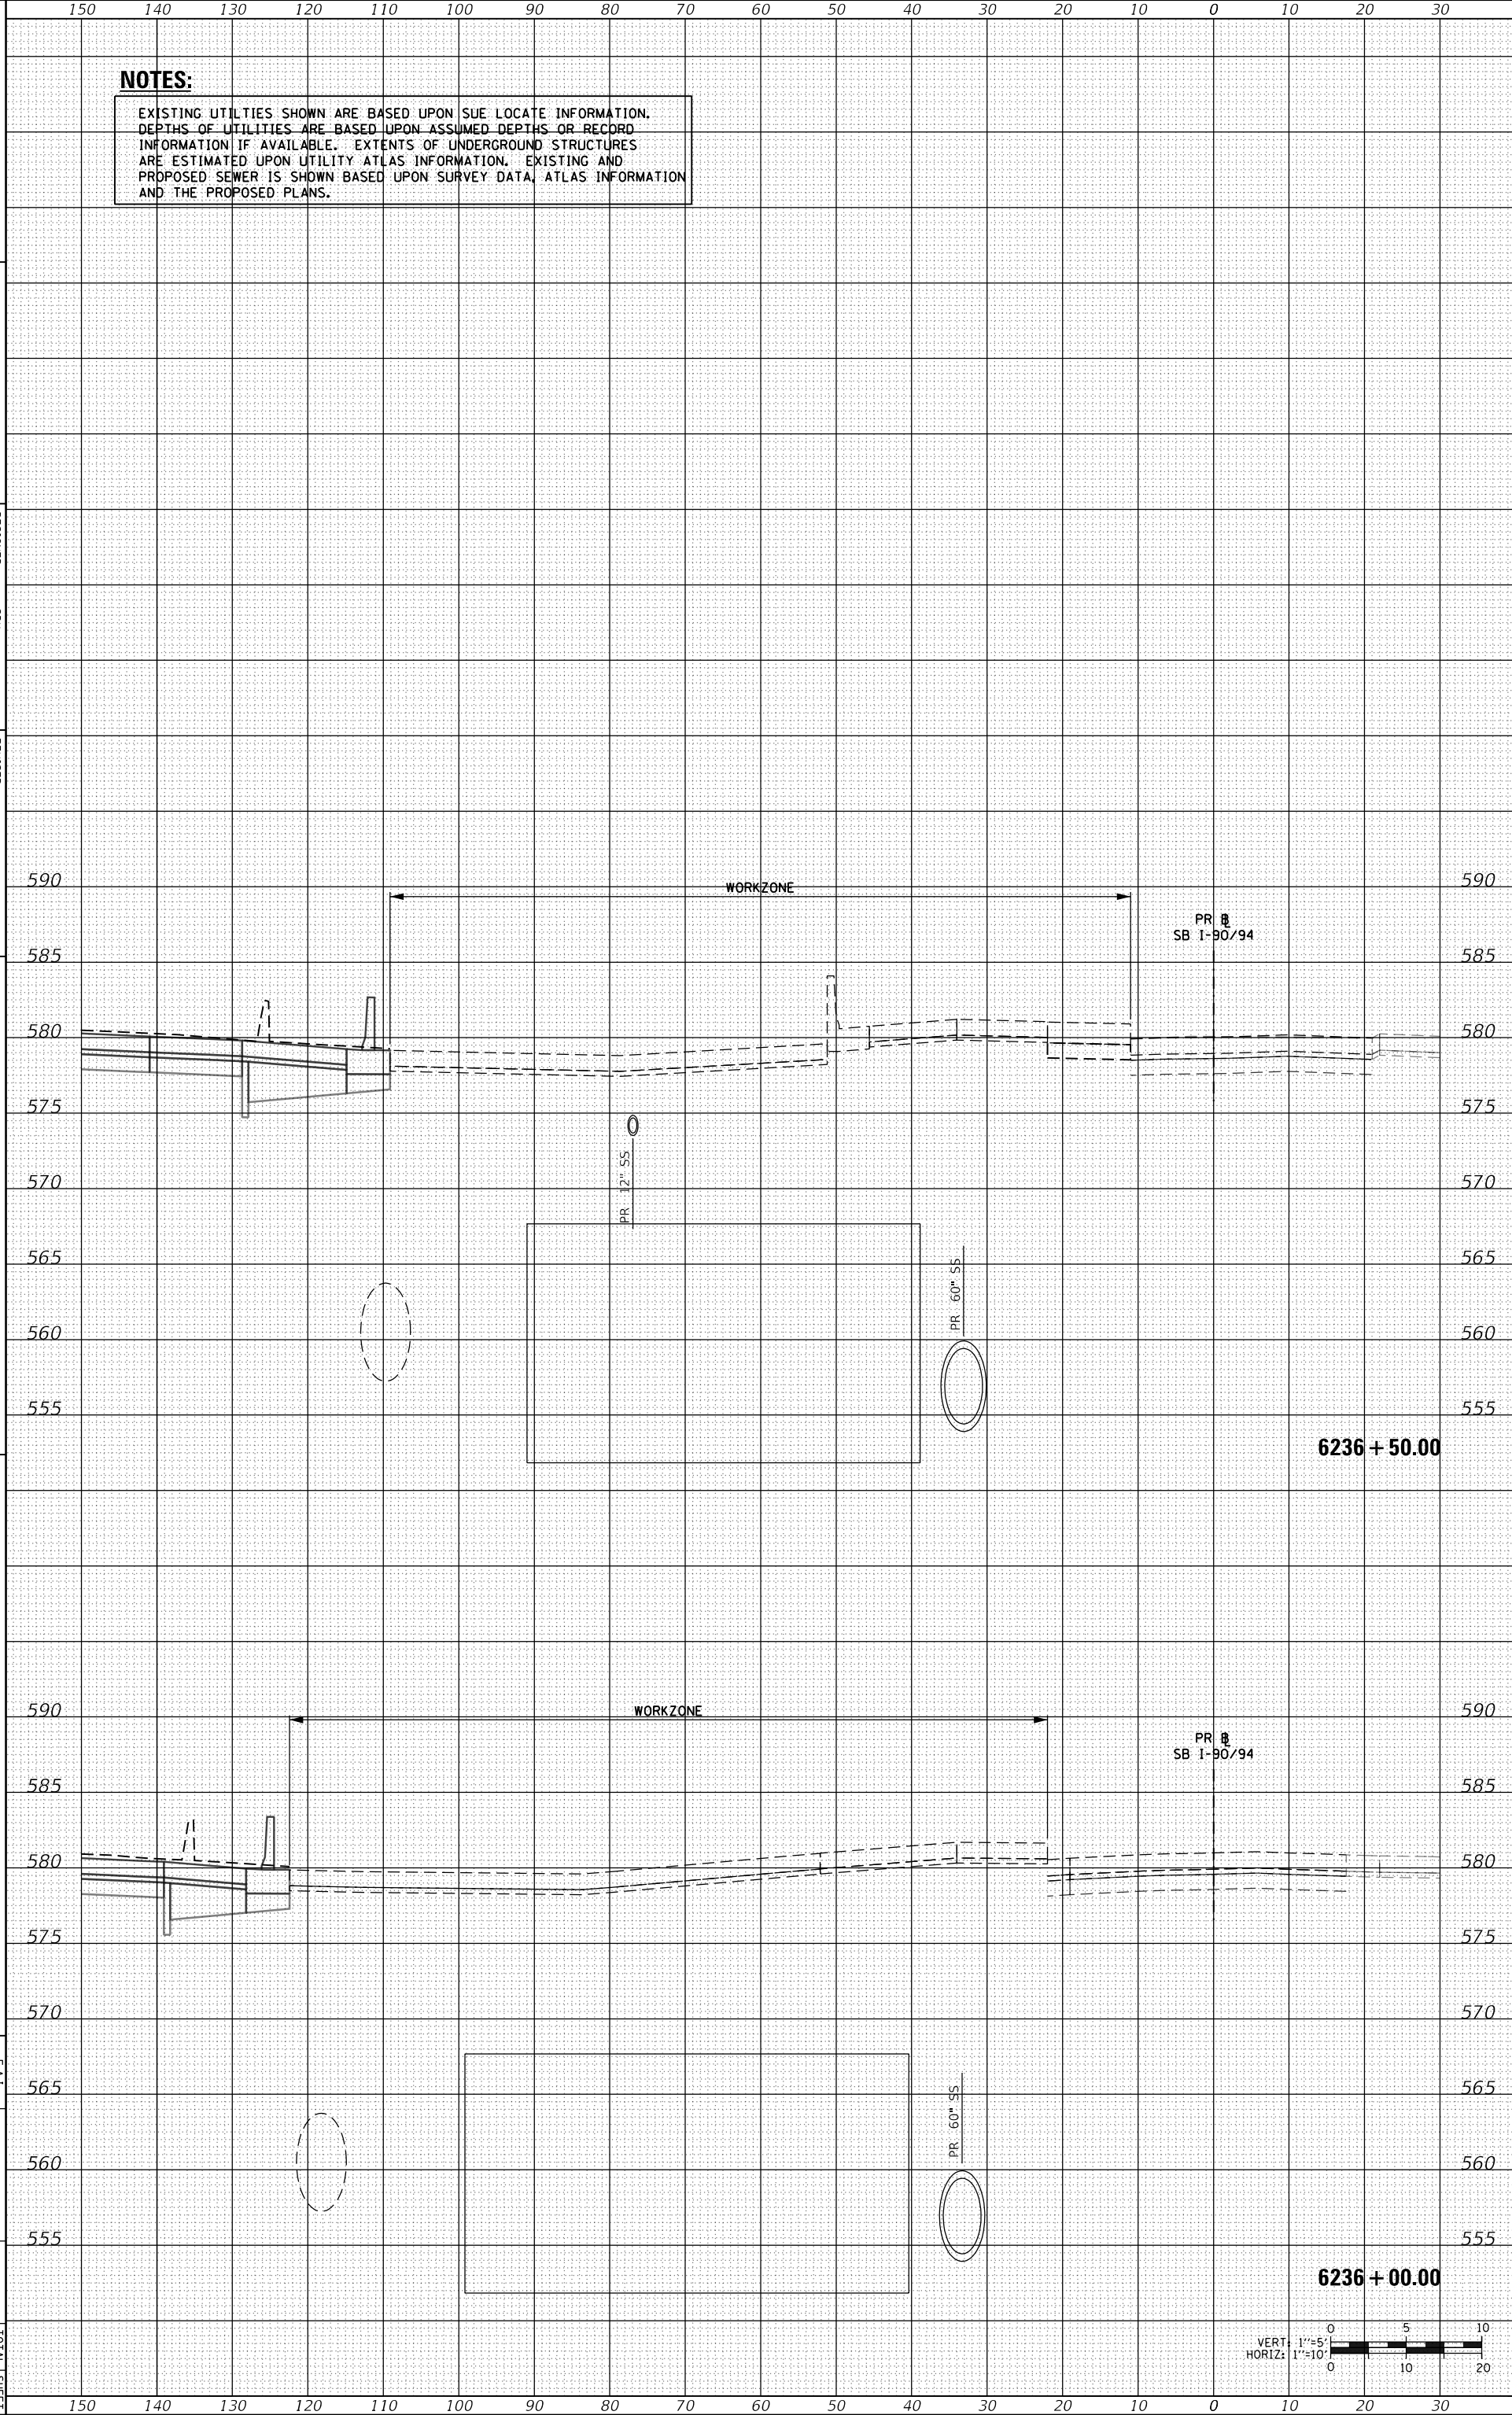 150 140 130 120 110 100 90 80 70 60 50 40 30 20 10 0 10 20 30
NOTES:
EXISTING UTILTIES SHOWN ARE BASED UPON SUE LOCATE INFORMATION.
DEPTHS OF UTILITIES ARE BASED UPON ASSUMED DEPTHS OR RECORD
INFORMATION IF AVAILABLE. EXTENTS OF UNDERGROUND STRUCTURES
ARE ESTIMATED UPON UTILITY ATLAS INFORMATION. EXISTING AND
PROPOSED SEWER IS SHOWN BASED UPON SURVEY DATA, ATLAS INFORMATION
AND THE PROPOSED PLANS.
590 WORKZONE 590
PR BL
SB I-90/94
585 585
580 580
575 575
PR 12" SS
570 570
565 565
PR 60" SS
560 560
555 555
6236+50.00
590 WORKZONE 590
PR BL
SB I-90/94
585 585
580 580
575 575
570 570
565 565
PR 60" SS
560 560
555 555
6236+00.00
0 5 10
VERT: 1"=5'
HORIZ: 1"=10'
0 10 20
150 140 130 120 110 100 90 80 70 60 50 40 30 20 10 0 10 20 30